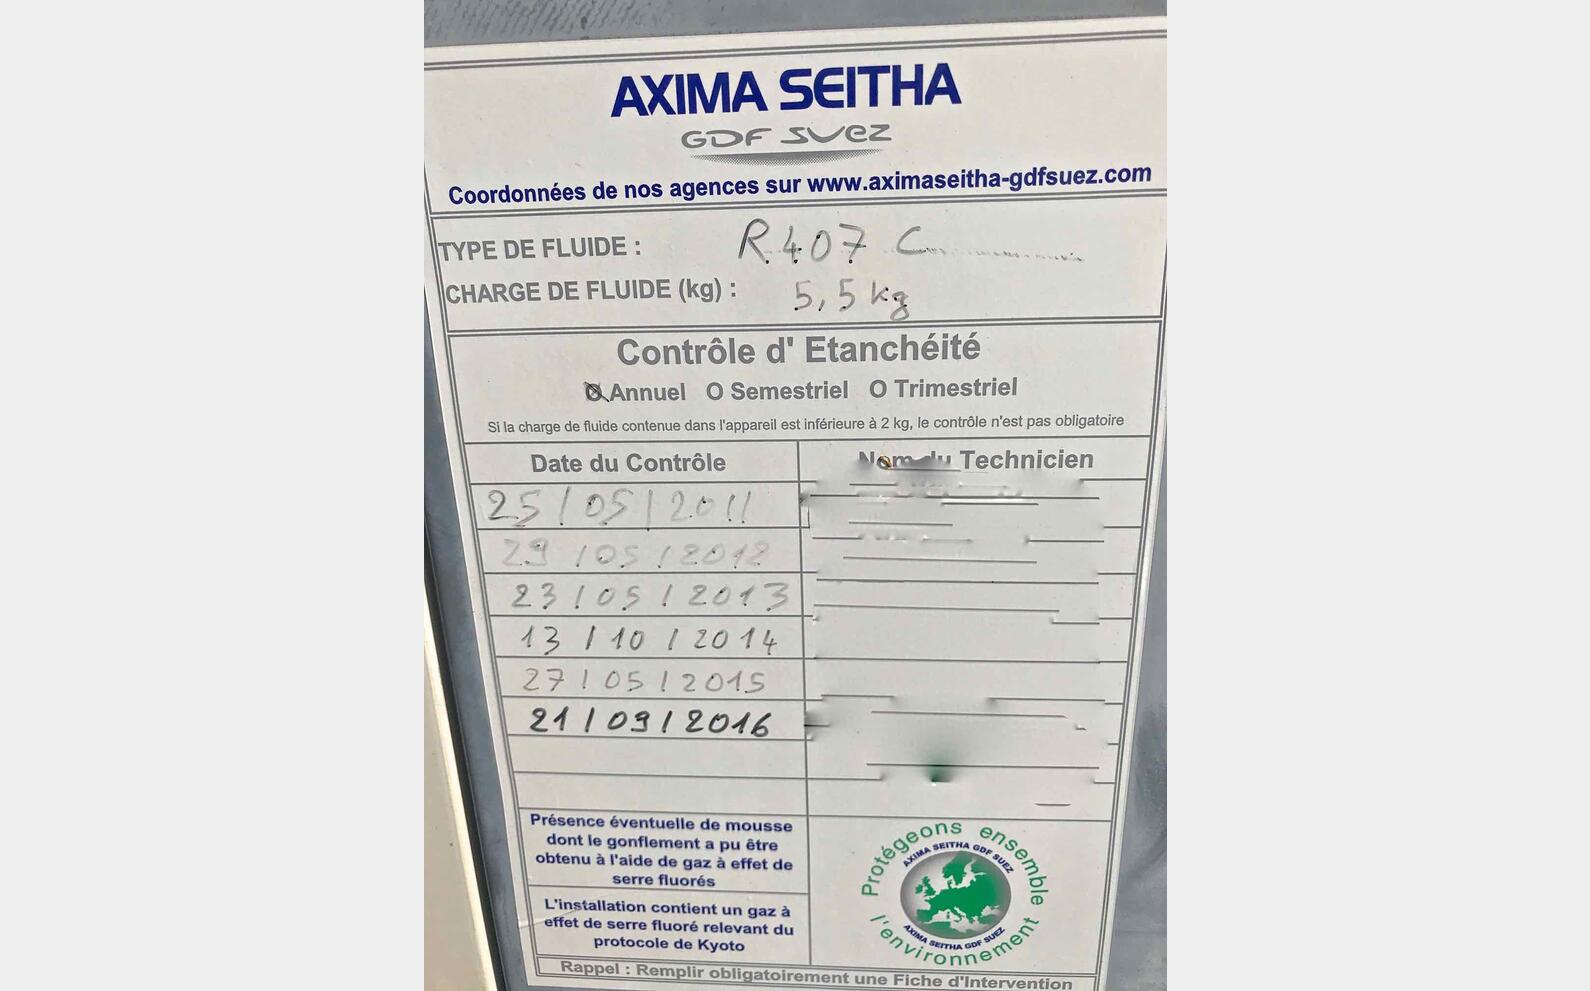 AXIMA SEITHA
GDF SUEZ
Coordonnées de nos agences sur www.aximaseitha-gdfsuez.com
TYPE DE FLUIDE : R407 C
CHARGE DE FLUIDE (kg) : 5,5 kg
Contrôle d' Etanchéité
O Annuel O Semestriel O Trimestriel
Si la charge de fluide contenue dans l'appareil est inférieure à 2 kg, le contrôle n'est pas obligatoire
Date du Contrôle Nom du Technicien
25/05/2011
29/05/2012
23/05/2013
13/10/2014
27/05/2015
21/09/2016
Présence éventuelle de mousse
dont le gonflement a pu être
obtenu à l'aide de gaz à effet de
serre fluorés
L'installation contient un gaz à
effet de serre fluoré relevant du
protocole de Kyoto
Protégeons ensemble
AXIMA SEITHA GDF SUEZ
AXIMA SEITHA GDF SUEZ
l'environnement
Rappel : Remplir obligatoirement une Fiche d'Intervention